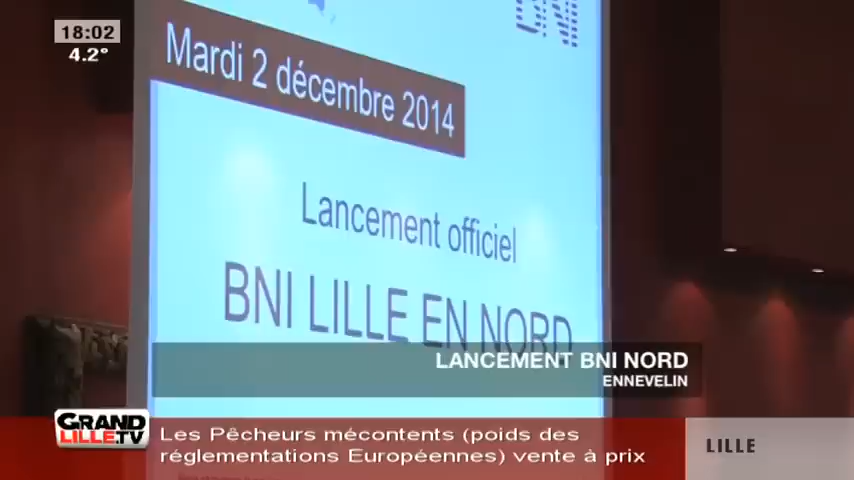 18:02
4.2°
BNI
Mardi 2 décembre 2014
Lancement officiel
BNI LILLE EN NORD
LANCEMENT BNI NORD
ENNEVELIN
GRAND
LILLE.TV
Les Pêcheurs mécontents (poids des
réglementations Européennes) vente à prix
LILLE